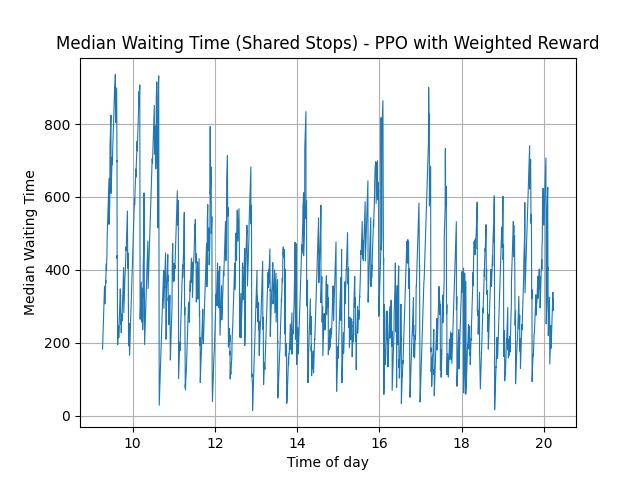 Median Waiting Time (Shared Stops) - PPO with Weighted Reward
800
600
400
200
0
Median Waiting Time
10 12 14 16 18 20
Time of day